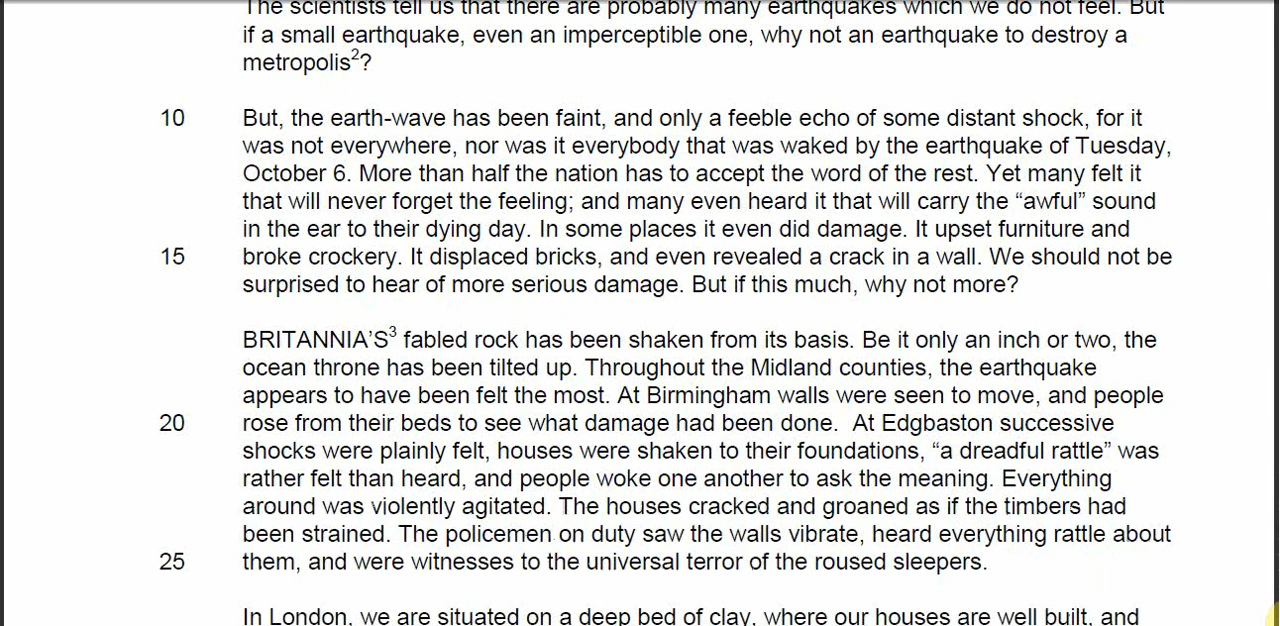 The scientists tell us that there are probably many earthquakes which we do not feel. But
if a small earthquake, even an imperceptible one, why not an earthquake to destroy a
metropolis²?
10 But, the earth-wave has been faint, and only a feeble echo of some distant shock, for it
was not everywhere, nor was it everybody that was waked by the earthquake of Tuesday,
October 6. More than half the nation has to accept the word of the rest. Yet many felt it
that will never forget the feeling; and many even heard it that will carry the “awful” sound
in the ear to their dying day. In some places it even did damage. It upset furniture and
15 broke crockery. It displaced bricks, and even revealed a crack in a wall. We should not be
surprised to hear of more serious damage. But if this much, why not more?
BRITANNIA’S³ fabled rock has been shaken from its basis. Be it only an inch or two, the
ocean throne has been tilted up. Throughout the Midland counties, the earthquake
appears to have been felt the most. At Birmingham walls were seen to move, and people
20 rose from their beds to see what damage had been done. At Edgbaston successive
shocks were plainly felt, houses were shaken to their foundations, “a dreadful rattle” was
rather felt than heard, and people woke one another to ask the meaning. Everything
around was violently agitated. The houses cracked and groaned as if the timbers had
been strained. The policemen on duty saw the walls vibrate, heard everything rattle about
25 them, and were witnesses to the universal terror of the roused sleepers.
In London, we are situated on a deep bed of clay, where our houses are well built, and